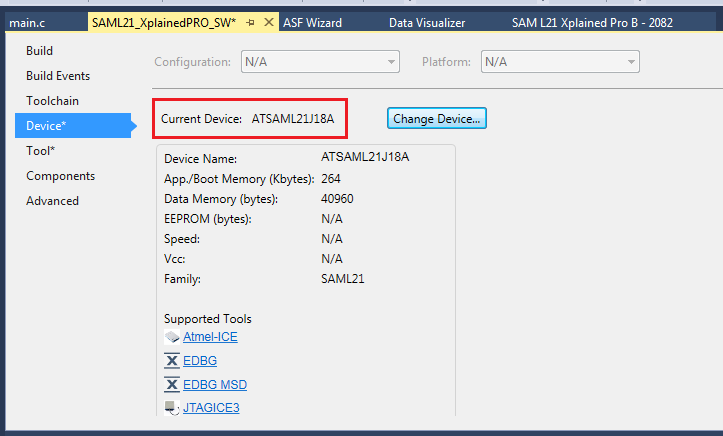 main.c SAML21_XplainedPRO_SW* ASF Wizard Data Visualizer SAM L21 Xplained Pro B - 2082
Build
Build Events
Toolchain
Device*
Tool*
Components
Advanced
Configuration: N/A Platform: N/A
Current Device: ATSAML21J18A Change Device...
Device Name: ATSAML21J18A
App./Boot Memory (Kbytes): 264
Data Memory (bytes): 40960
EEPROM (bytes): N/A
Speed: N/A
Vcc: N/A
Family: SAML21
Supported Tools
Atmel-ICE
EDBG
EDBG MSD
JTAGICE3